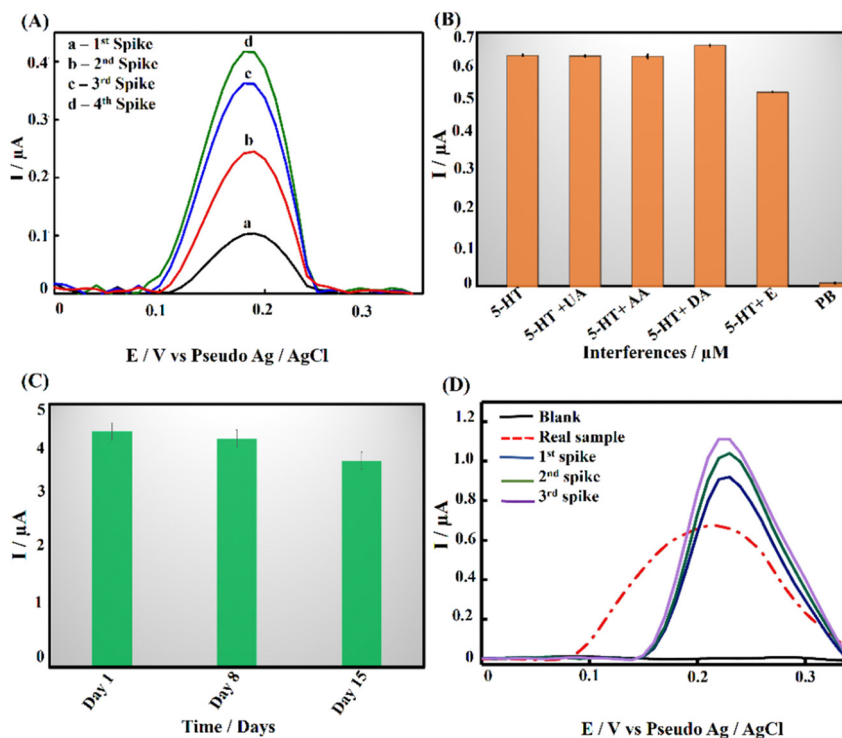 (A)
a – 1st Spike
b – 2nd Spike
c – 3rd Spike
d – 4th Spike
d
c
b
a
0.4
0.3
0.2
0.1
0
I / µA
0
0.1
0.2
0.3
E / V vs Pseudo Ag / AgCl
(B)
0.7
0.6
0.5
0.4
0.3
0.2
0.1
0
I / µA
5-HT
5-HT +UA
5-HT+ AA
5-HT+ DA
5-HT+ E
PB
Interferences / µM
(C)
5
4
3
2
1
0
I / µA
Day 1
Day 8
Day 15
Time / Days
(D)
Blank
Real sample
1st spike
2nd spike
3rd spike
1.2
1.0
0.8
0.6
0.4
0.2
0
I / µA
0
0.1
0.2
0.3
E / V vs Pseudo Ag / AgCl